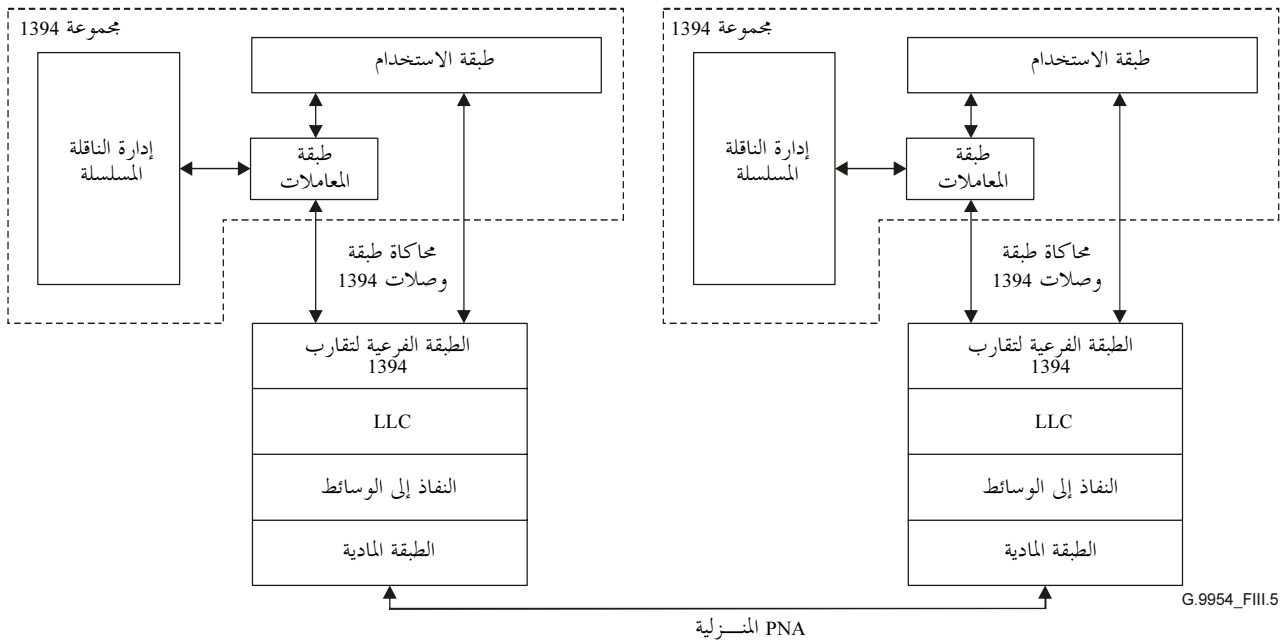 مجموعة 1394
طبقة الاستخدام
إدارة الناقلة
المسلسلة
طبقة
المعاملات
محاكاة طبقة
وصلات 1394
الطبقة الفرعية لتقارب
1394
LLC
النفاذ إلى الوسائط
الطبقة المادية
مجموعة 1394
طبقة الاستخدام
إدارة الناقلة
المسلسلة
طبقة
المعاملات
محاكاة طبقة
وصلات 1394
الطبقة الفرعية لتقارب
1394
LLC
النفاذ إلى الوسائط
الطبقة المادية
G.9954_FIII.5
PNA المنـــزلية